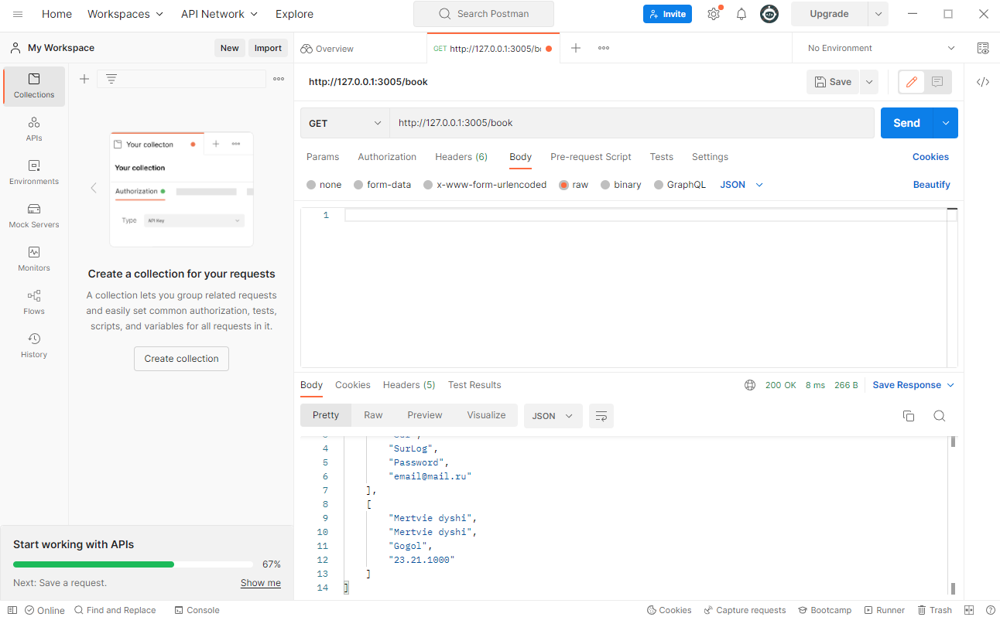 Home Workspaces API Network Explore Search Postman Invite Upgrade
My Workspace New Import Overview GET http://127.0.0.1:3005/b No Environment
Collections
APIs
Environments
Mock Servers
Monitors
Flows
History
Your collecton
Your collection
Authorization
Type API Key
Create a collection for your requests
A collection lets you group related requests
and easily set common authorization, tests,
scripts, and variables for all requests in it.
Create collection
Start working with APIs
67%
Next: Save a request. Show me
http://127.0.0.1:3005/book Save
GET http://127.0.0.1:3005/book Send
Params Authorization Headers (6) Body Pre-request Script Tests Settings Cookies
none form-data x-www-form-urlencoded raw binary GraphQL JSON Beautify
1
Body Cookies Headers (5) Test Results 200 OK 8 ms 266 B Save Response
Pretty Raw Preview Visualize JSON
4 "SurLog",
5 "Password",
6 "email@mail.ru"
7 ],
8 [
9 "Mertvie dyshi",
10 "Mertvie dyshi",
11 "Gogol",
12 "23.21.1000"
13 ]
14 ]
Online Find and Replace Console Cookies Capture requests Bootcamp Runner Trash